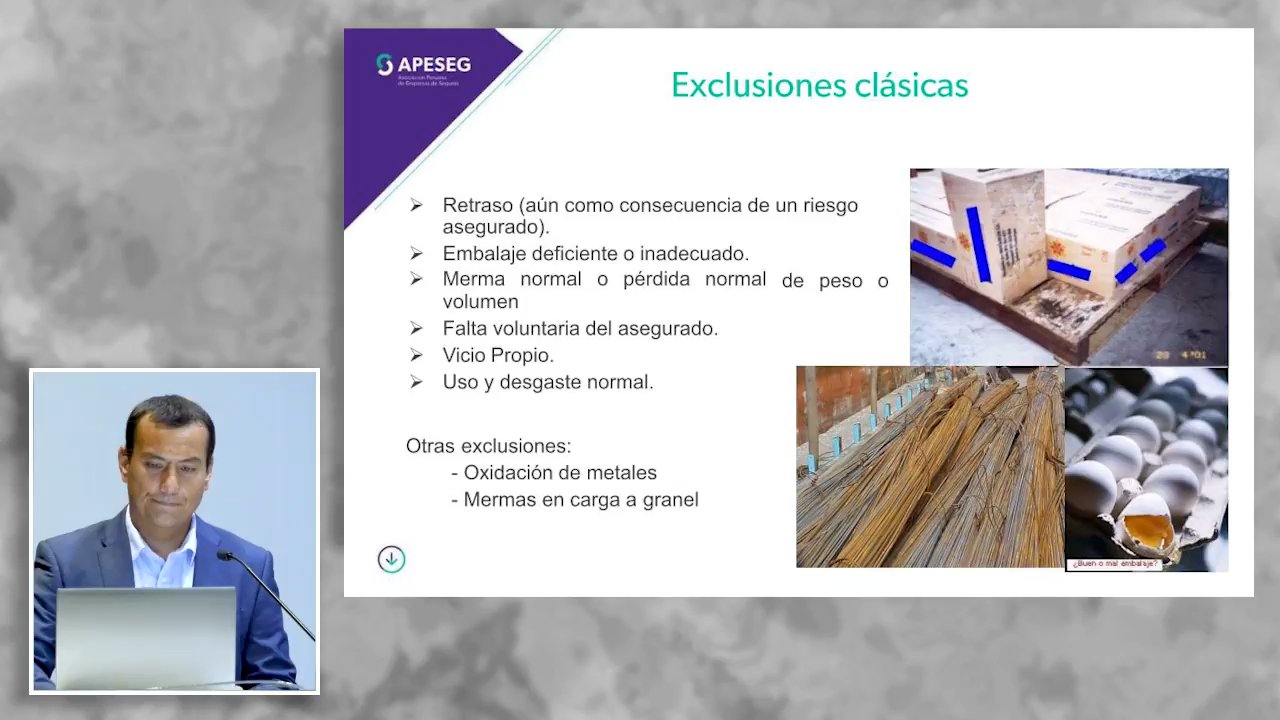 APESEG
Asociación Peruana
de Empresas de Seguros
Exclusiones clásicas
➢ Retraso (aún como consecuencia de un riesgo
asegurado).
➢ Embalaje deficiente o inadecuado.
➢ Merma normal o pérdida normal de peso o
volumen
➢ Falta voluntaria del asegurado.
➢ Vicio Propio.
➢ Uso y desgaste normal.
Otras exclusiones:
- Oxidación de metales
- Mermas en carga a granel
¿Buen o mal embalaje?